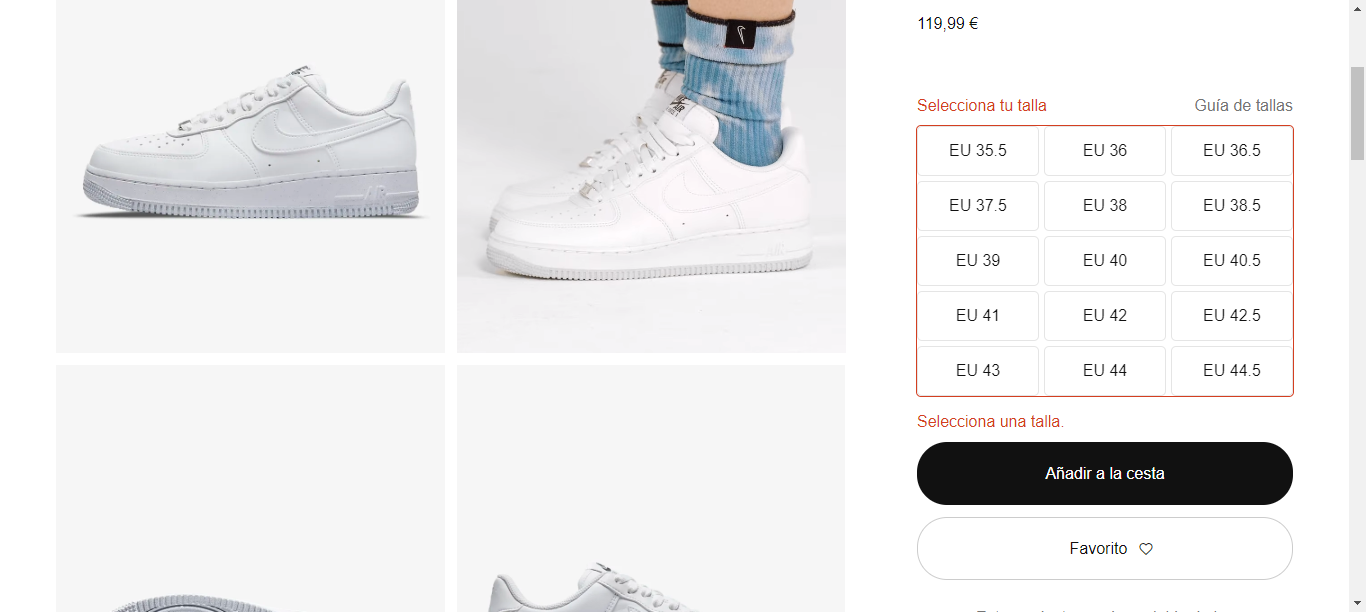 119,99 €
Selecciona tu talla
Guía de tallas
EU 35.5
EU 36
EU 36.5
EU 37.5
EU 38
EU 38.5
EU 39
EU 40
EU 40.5
EU 41
EU 42
EU 42.5
EU 43
EU 44
EU 44.5
Selecciona una talla.
Añadir a la cesta
Favorito